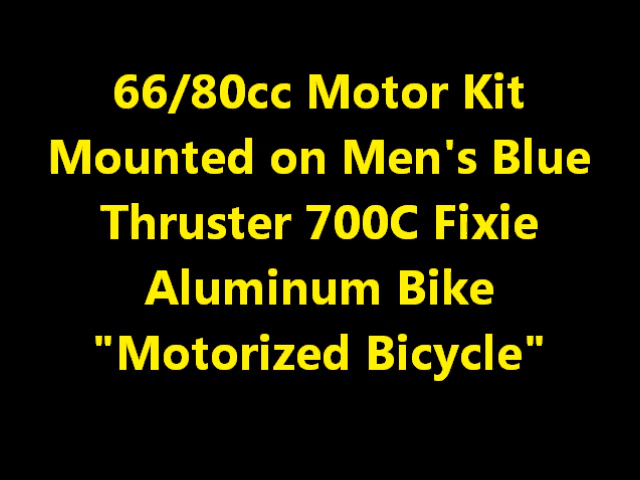 66/80cc Motor Kit
Mounted on Men's Blue
Thruster 700C Fixie
Aluminum Bike
"Motorized Bicycle"